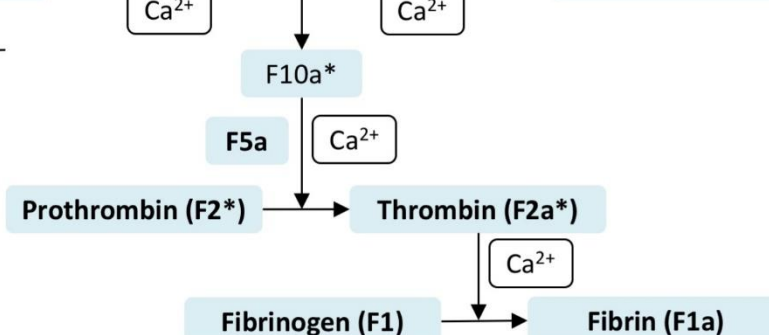 Ca²⁺ Ca²⁺
F10a*
F5a Ca²⁺
Prothrombin (F2*) Thrombin (F2a*)
Ca²⁺
Fibrinogen (F1) Fibrin (F1a)